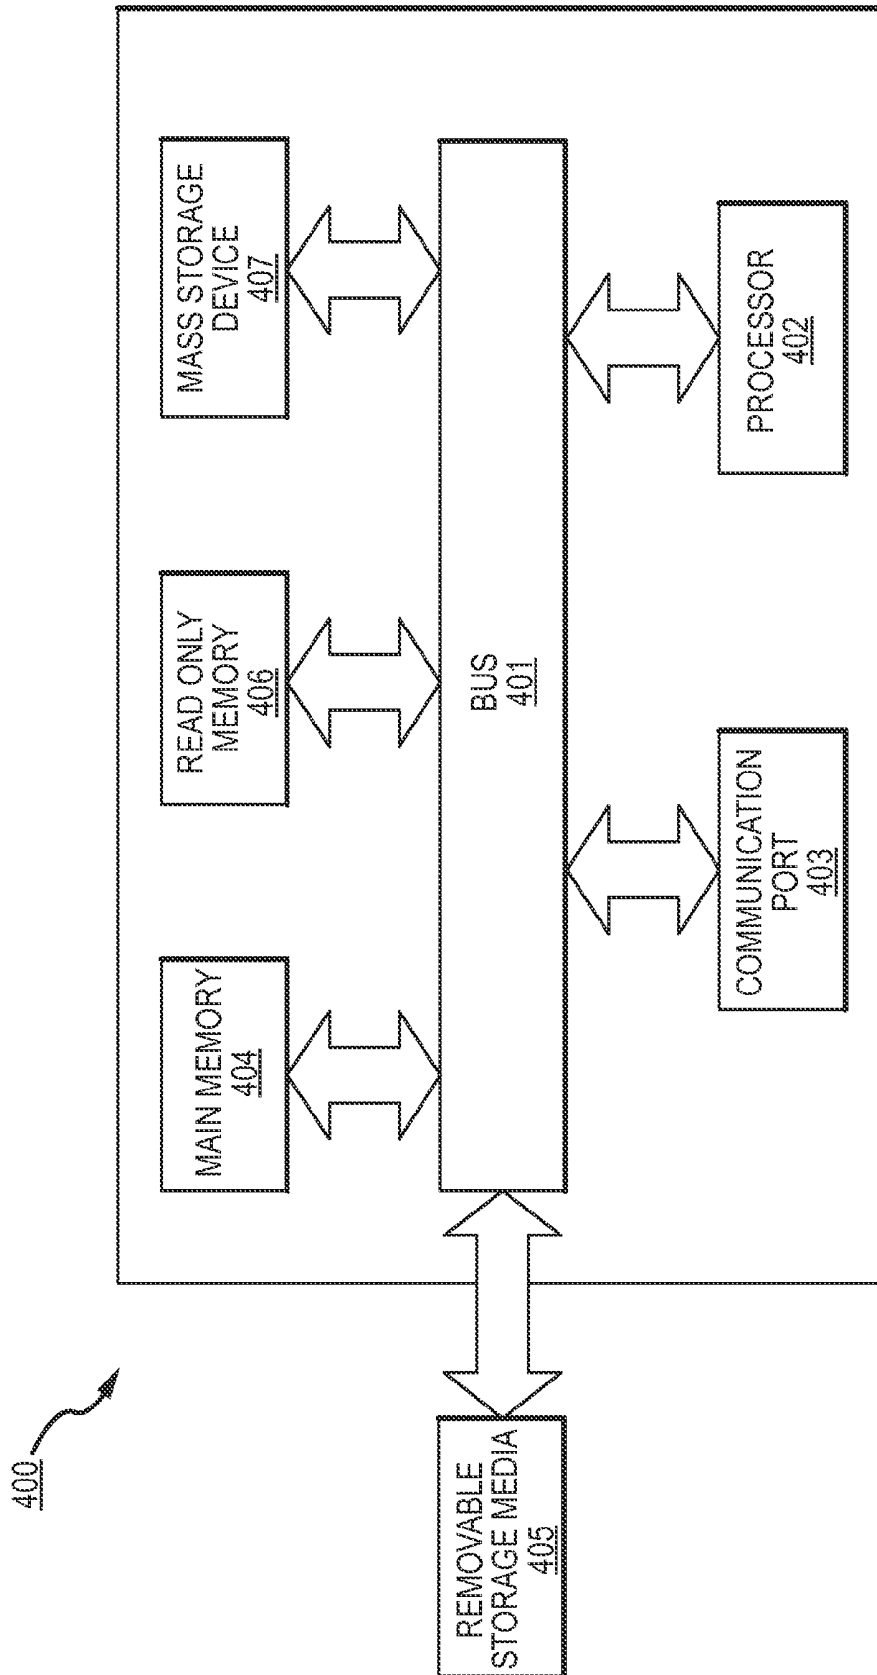 400
MAIN MEMORY
404
READ ONLY
MEMORY
406
MASS STORAGE
DEVICE
407
REMOVABLE
STORAGE MEDIA
405
BUS
401
COMMUNICATION
PORT
403
PROCESSOR
402